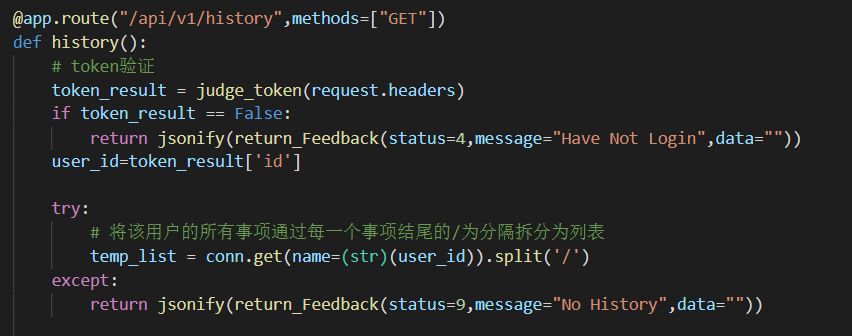 @app.route("/api/v1/history",methods=["GET"])
def history():
    # token验证
    token_result = judge_token(request.headers)
    if token_result == False:
        return jsonify(return_Feedback(status=4,message="Have Not Login",data=""))
    user_id=token_result['id']

    try:
        # 将该用户的所有事项通过每一个事项结尾的/为分隔拆分为列表
        temp_list = conn.get(name=(str)(user_id)).split('/')
    except:
        return jsonify(return_Feedback(status=9,message="No History",data=""))